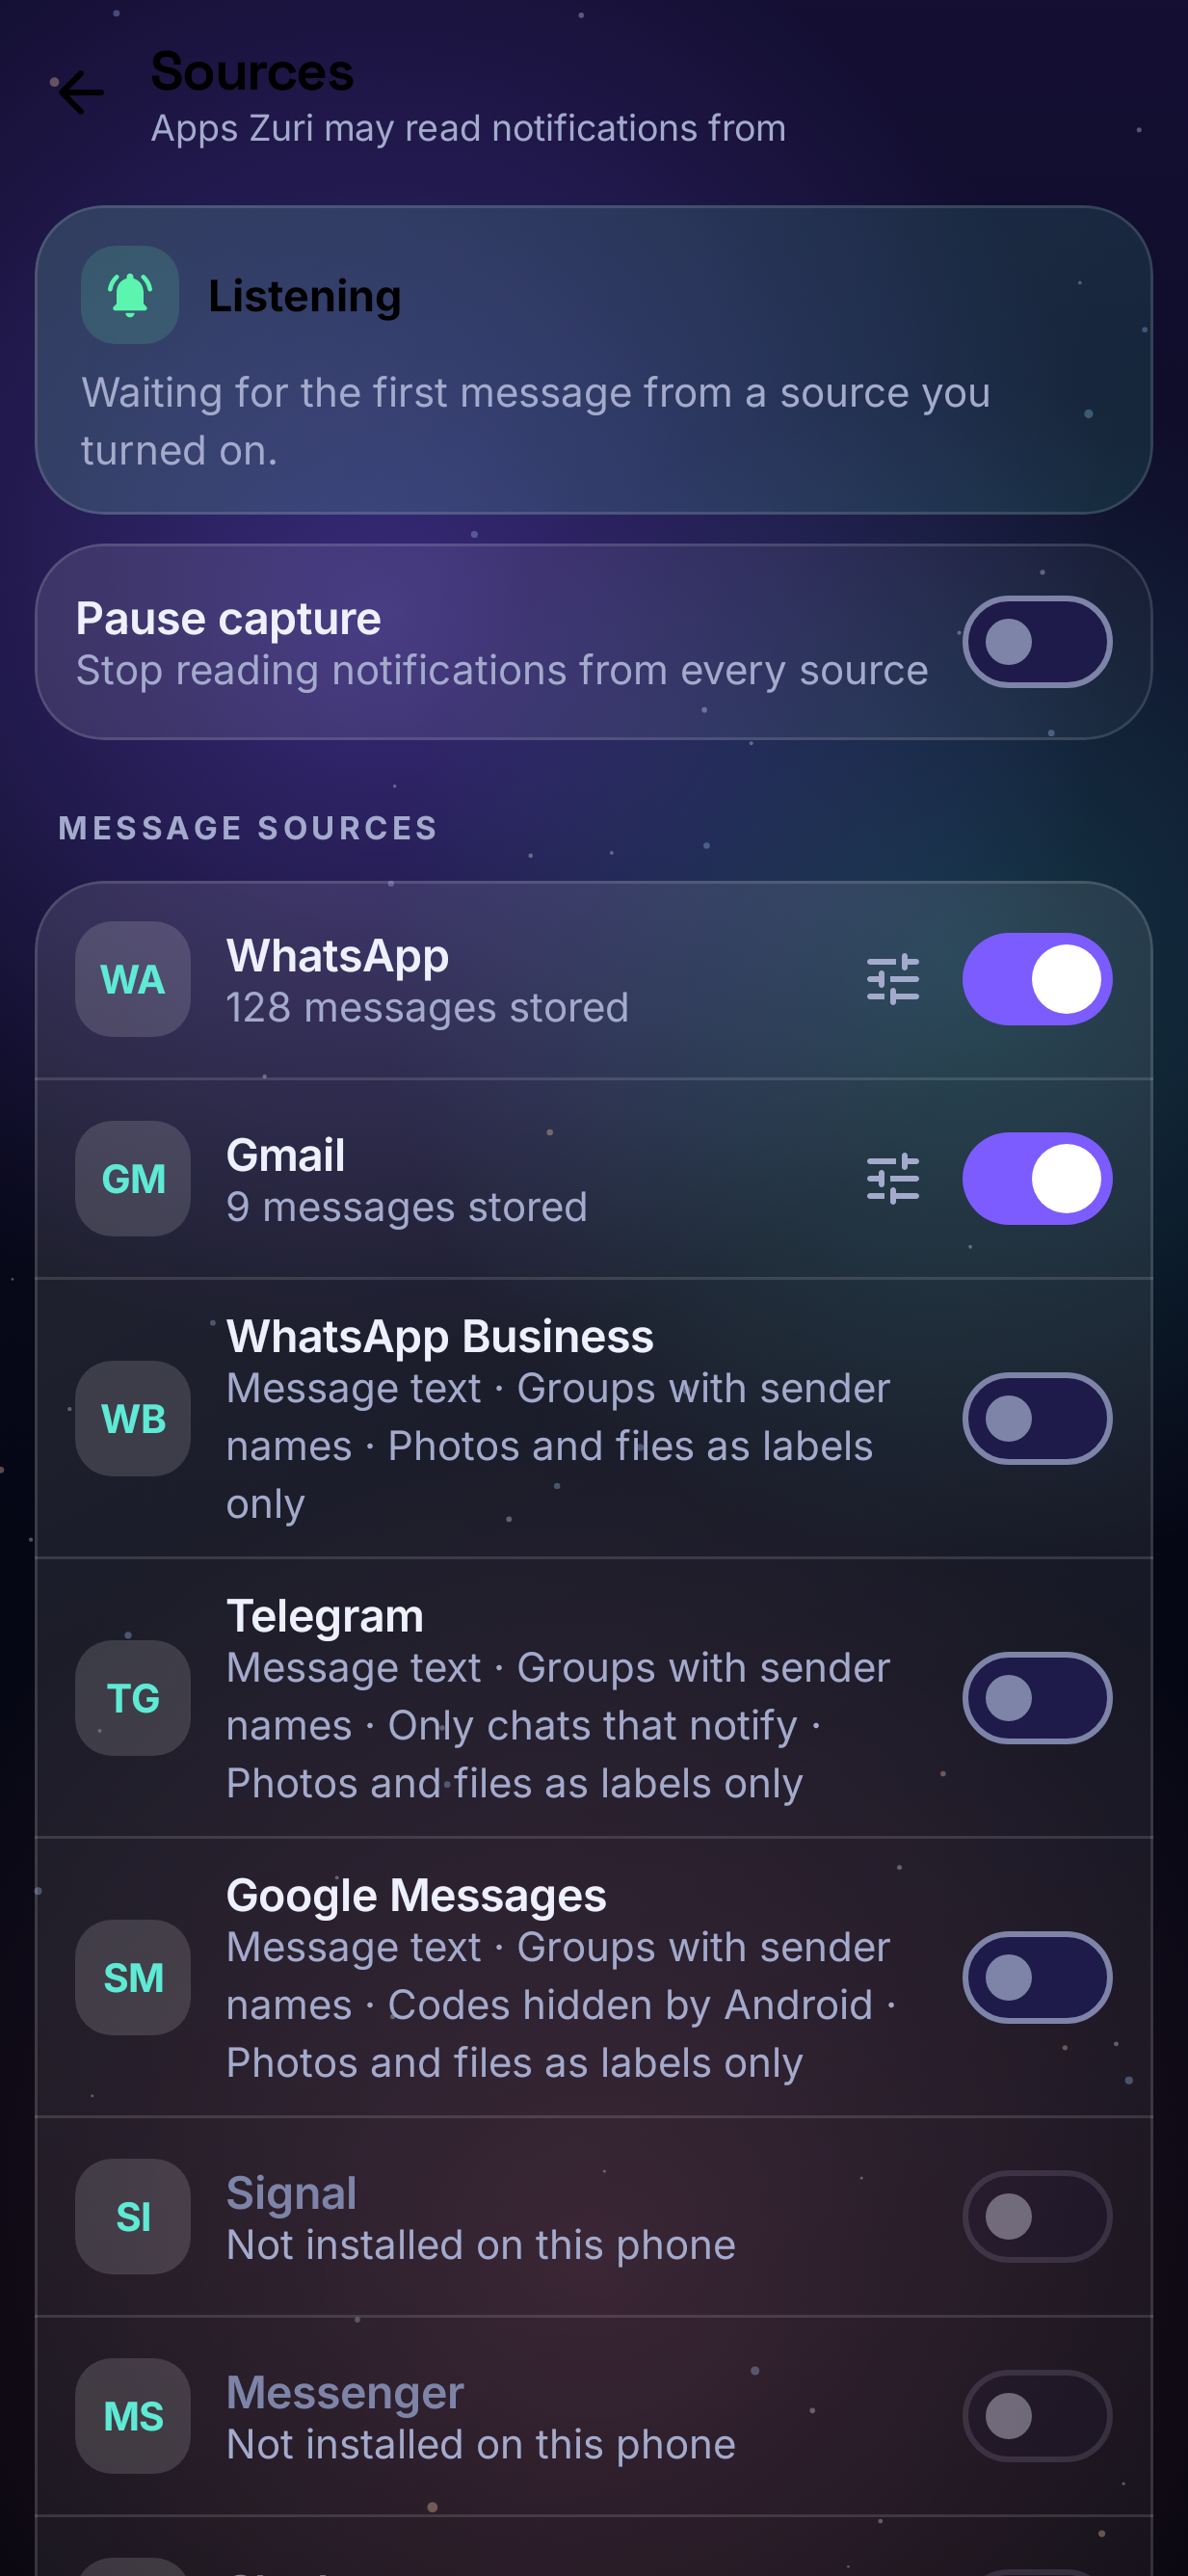 Sources
Apps Zuri may read notifications from
Listening
Waiting for the first message from a source you
turned on.
Pause capture
Stop reading notifications from every source
MESSAGE SOURCES
WA
WhatsApp
128 messages stored
GM
Gmail
9 messages stored
WB
WhatsApp Business
Message text · Groups with sender
names · Photos and files as labels
only
TG
Telegram
Message text · Groups with sender
names · Only chats that notify ·
Photos and files as labels only
SM
Google Messages
Message text · Groups with sender
names · Codes hidden by Android ·
Photos and files as labels only
SI
Signal
Not installed on this phone
MS
Messenger
Not installed on this phone